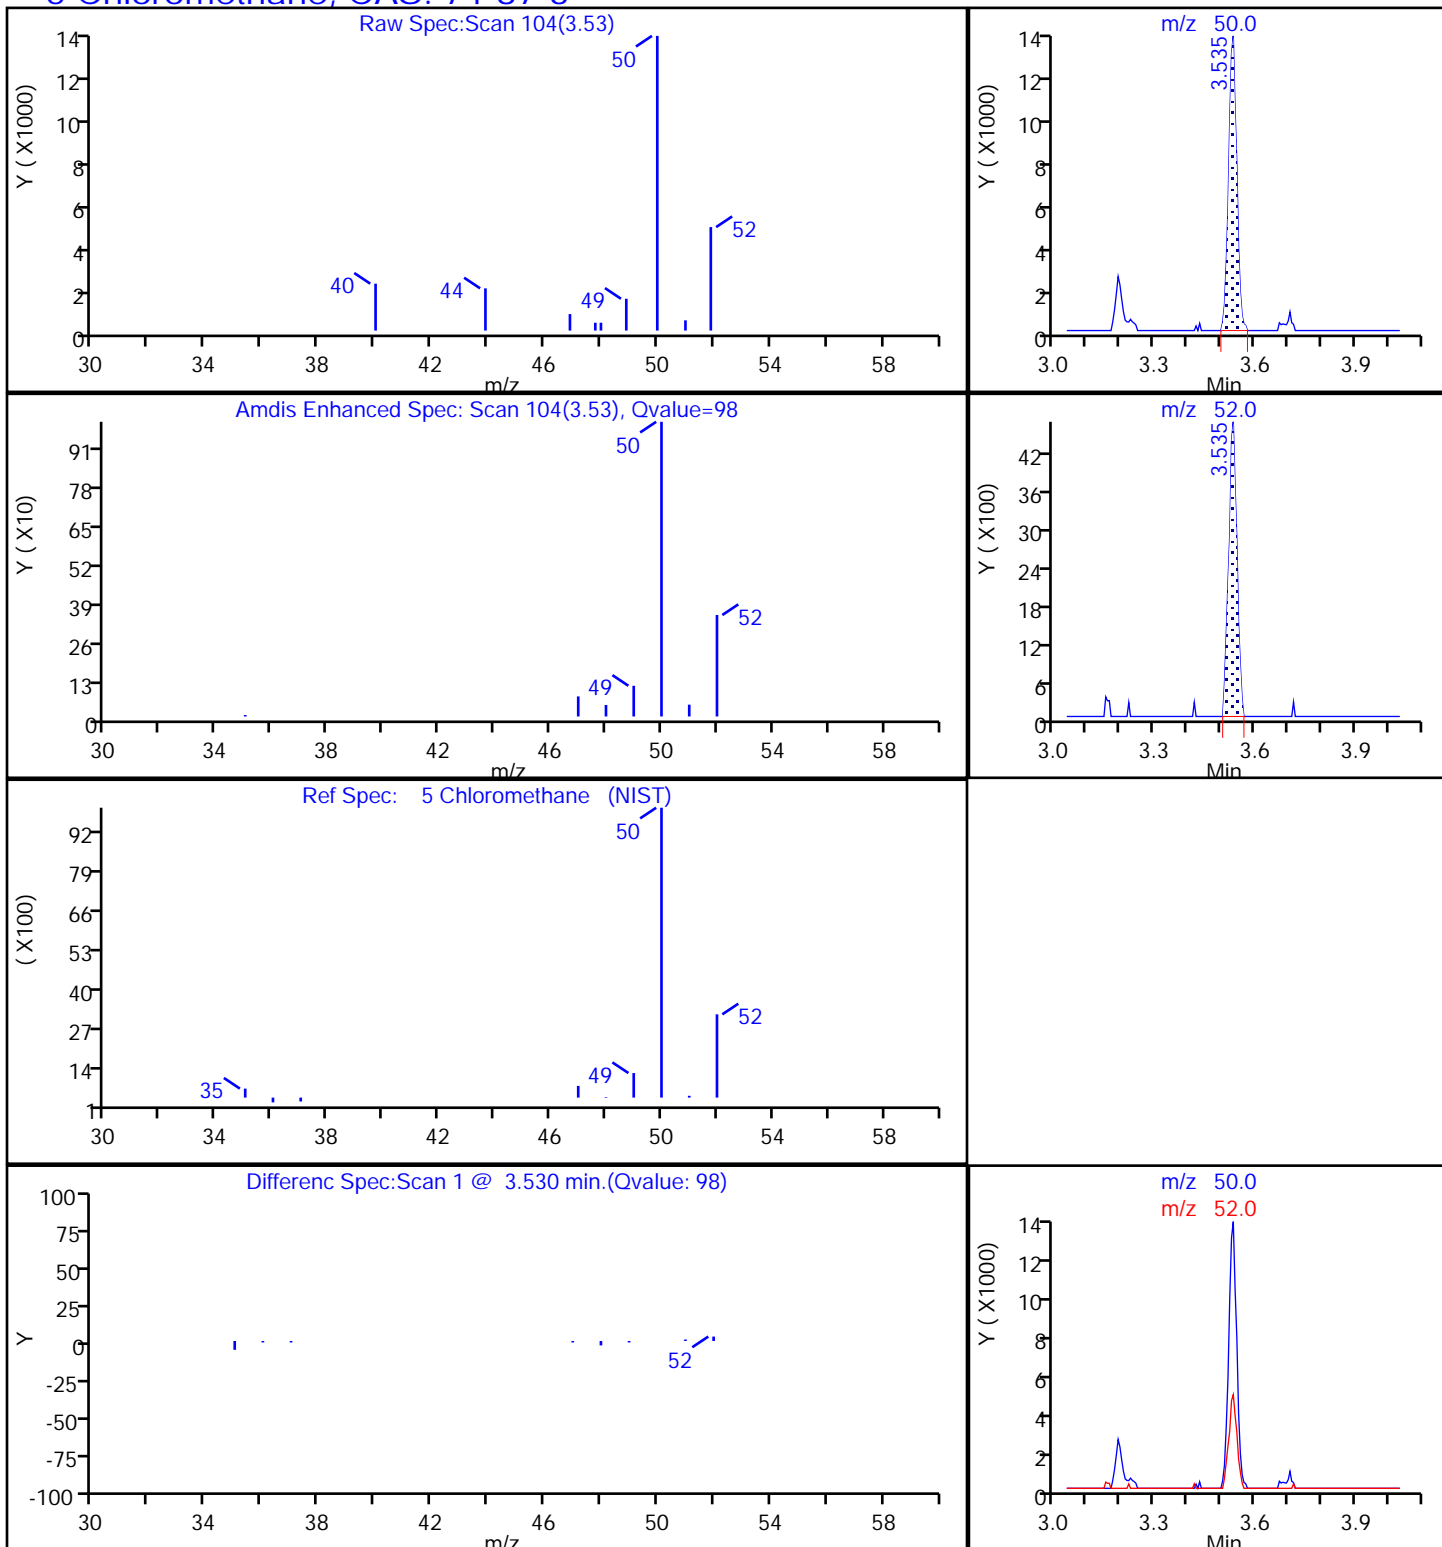 Raw Spec:Scan 104(3.53)
Y ( X1000)
14
12
10
8
6
4
2
0
40
44
49
50
52
30 34 38 42 46 50 54 58
m/z
m/z 50.0
Y ( X1000)
14
12
10
8
6
4
2
0
3.535
3.0 3.3 3.6 3.9
Min
Amdis Enhanced Spec: Scan 104(3.53), Qvalue=98
Y ( X10)
91
78
65
52
39
26
13
0
49
50
52
30 34 38 42 46 50 54 58
m/z
m/z 52.0
Y ( X100)
42
36
30
24
18
12
6
0
3.535
3.0 3.3 3.6 3.9
Min
Ref Spec: 5 Chloromethane (NIST)
( X100)
92
79
66
53
40
27
14
1
35
49
50
52
30 34 38 42 46 50 54 58
Differenc Spec:Scan 1 @ 3.530 min.(Qvalue: 98)
Y
100
75
50
25
0
-25
-50
-75
-100
52
30 34 38 42 46 50 54 58
m/z
m/z 50.0
m/z 52.0
Y ( X1000)
14
12
10
8
6
4
2
0
3.0 3.3 3.6 3.9
Min